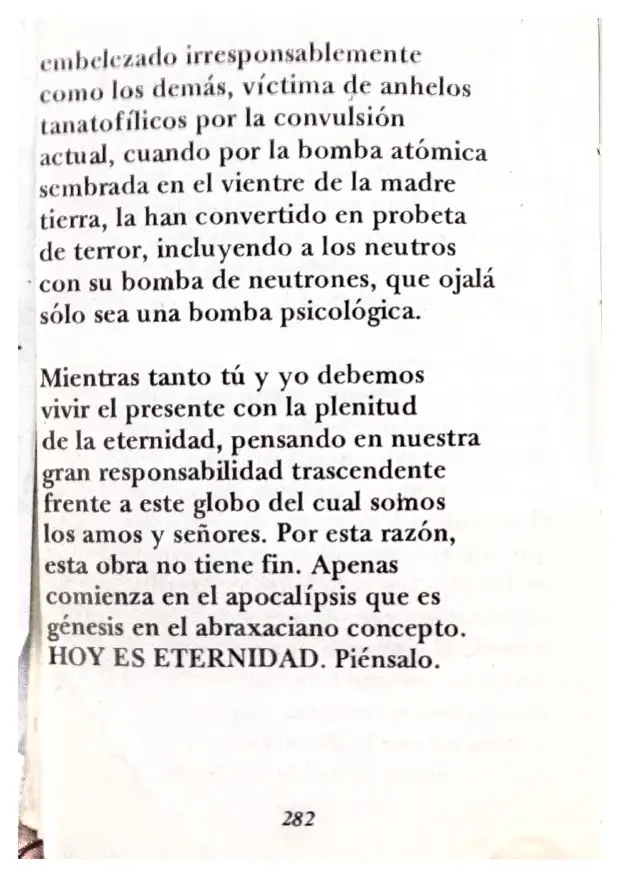 embelezado irresponsablemente
como los demás, víctima de anhelos
tanatofílicos por la convulsión
actual, cuando por la bomba atómica
sembrada en el vientre de la madre
tierra, la han convertido en probeta
de terror, incluyendo a los neutros
con su bomba de neutrones, que ojalá
sólo sea una bomba psicológica.
Mientras tanto tú y yo debemos
vivir el presente con la plenitud
de la eternidad, pensando en nuestra
gran responsabilidad trascendente
frente a este globo del cual somos
los amos y señores. Por esta razón,
esta obra no tiene fin. Apenas
comienza en el apocalípsis que es
génesis en el abraxaciano concepto.
HOY ES ETERNIDAD. Piénsalo.
282